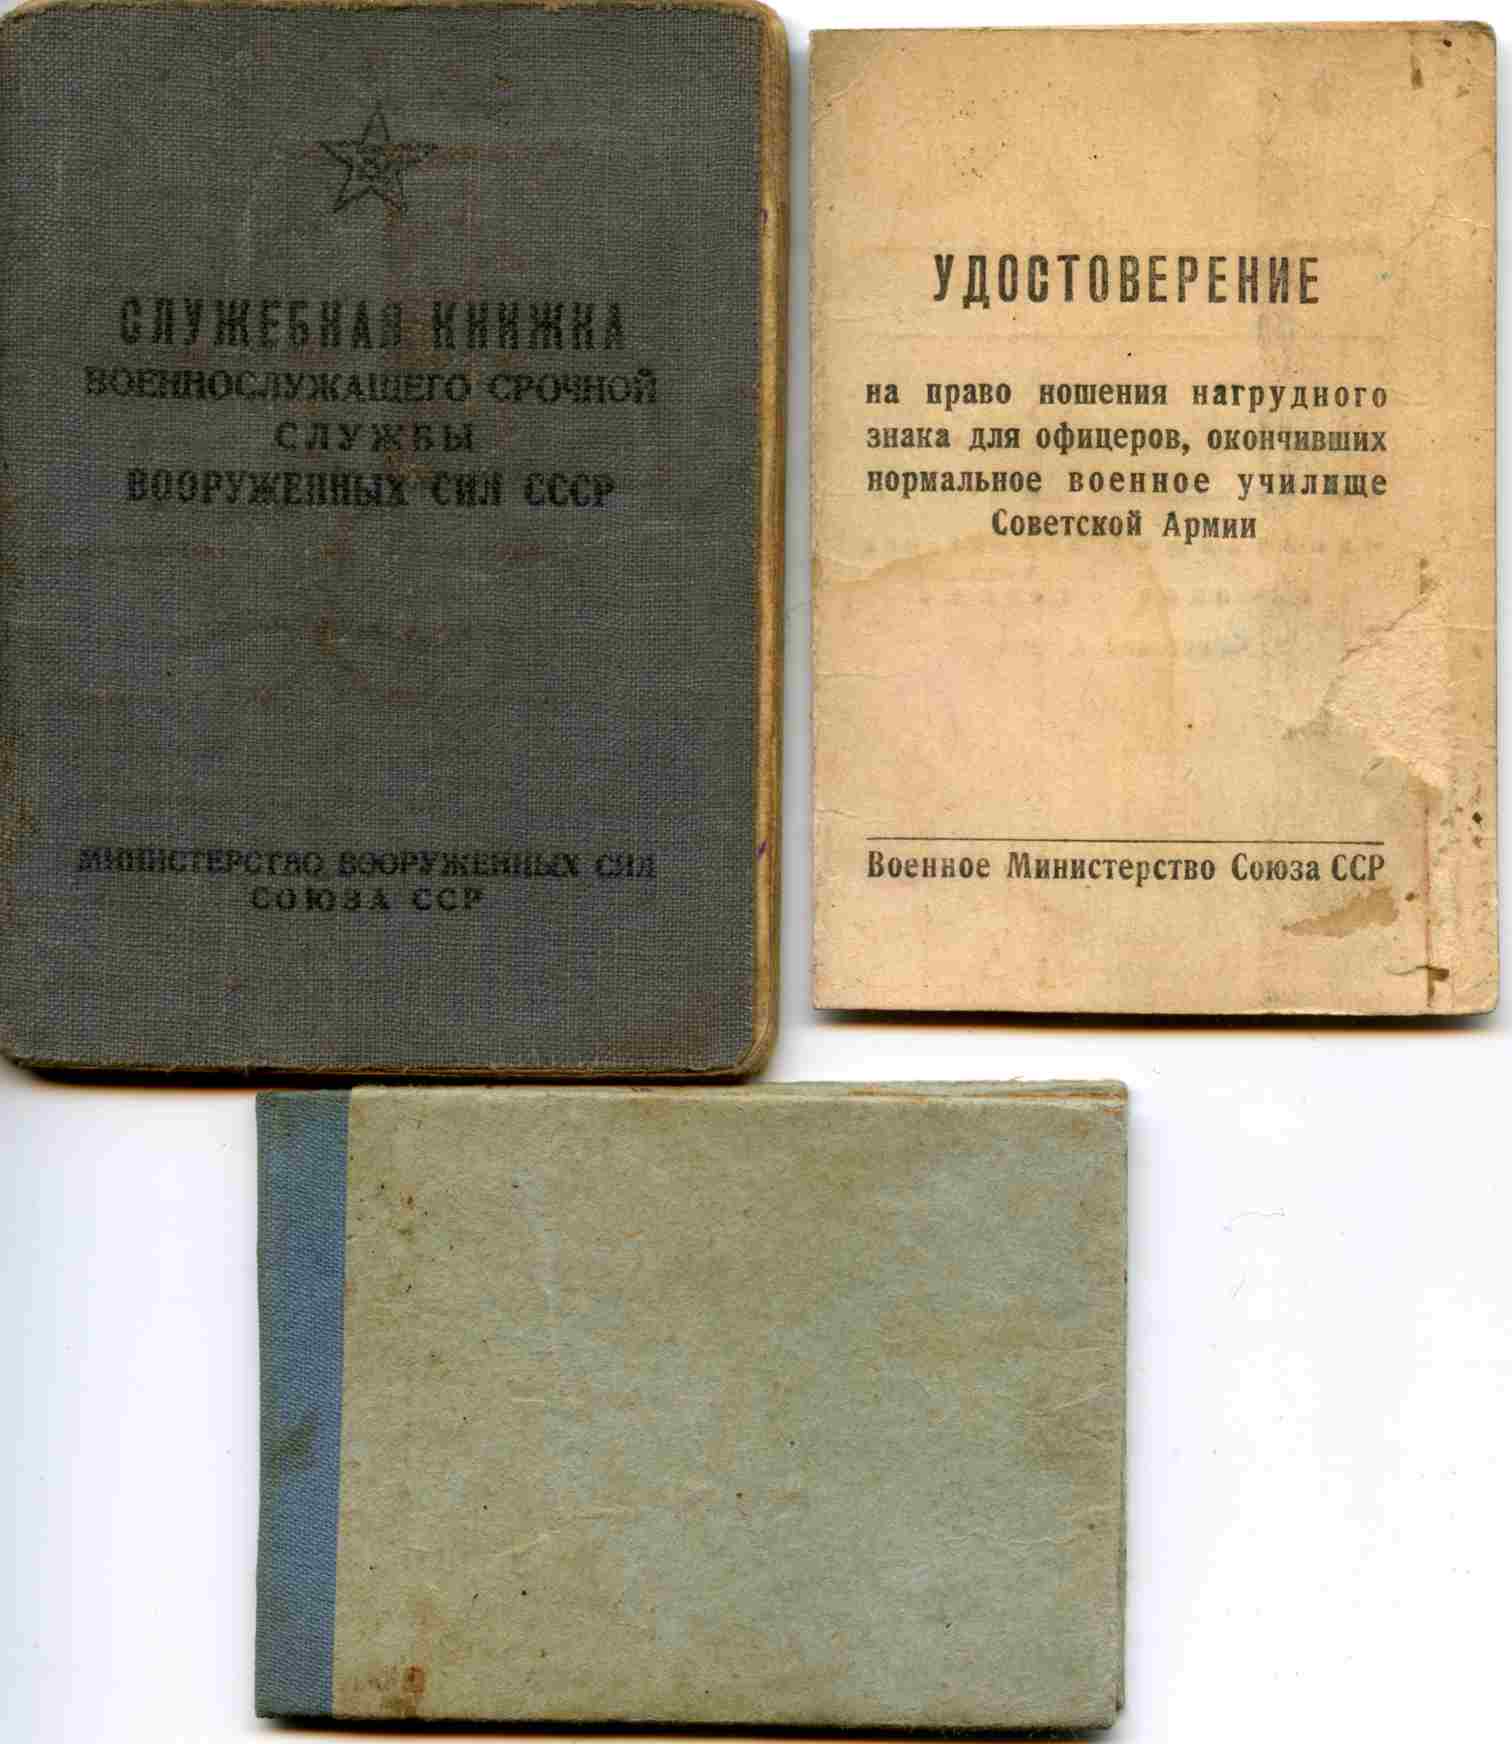 СЛУЖЕБНАЯ КНИЖКА
ВОЕННОСЛУЖАЩЕГО СРОЧНОЙ
СЛУЖБЫ
ВООРУЖЕННЫХ СИЛ СССР
МИНИСТЕРСТВО ВООРУЖЕННЫХ СИЛ
СОЮЗА ССР
УДОСТОВЕРЕНИЕ
на право ношения нагрудного
знака для офицеров, окончивших
нормальное военное училище
Советской Армии
Военное Министерство Союза ССР